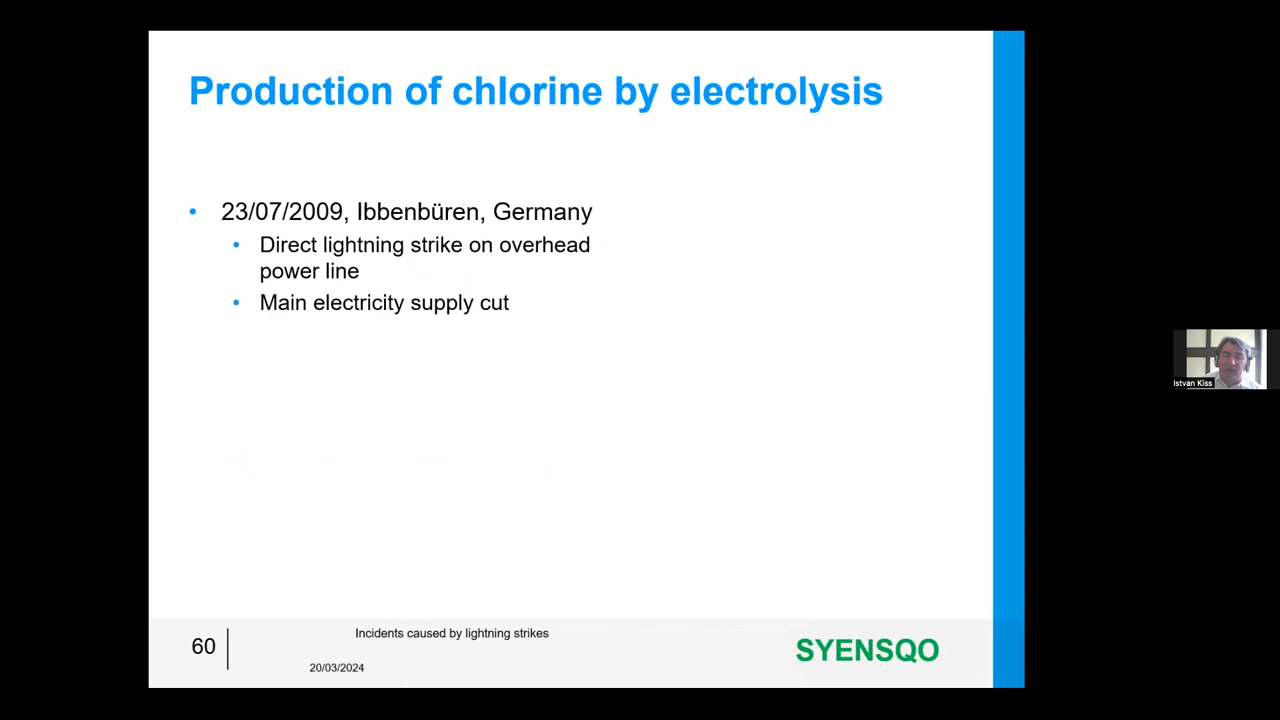 Production of chlorine by electrolysis
• 23/07/2009, Ibbenbüren, Germany
• Direct lightning strike on overhead
power line
• Main electricity supply cut
Istvan Kiss
60
Incidents caused by lightning strikes
20/03/2024
SYENSQO